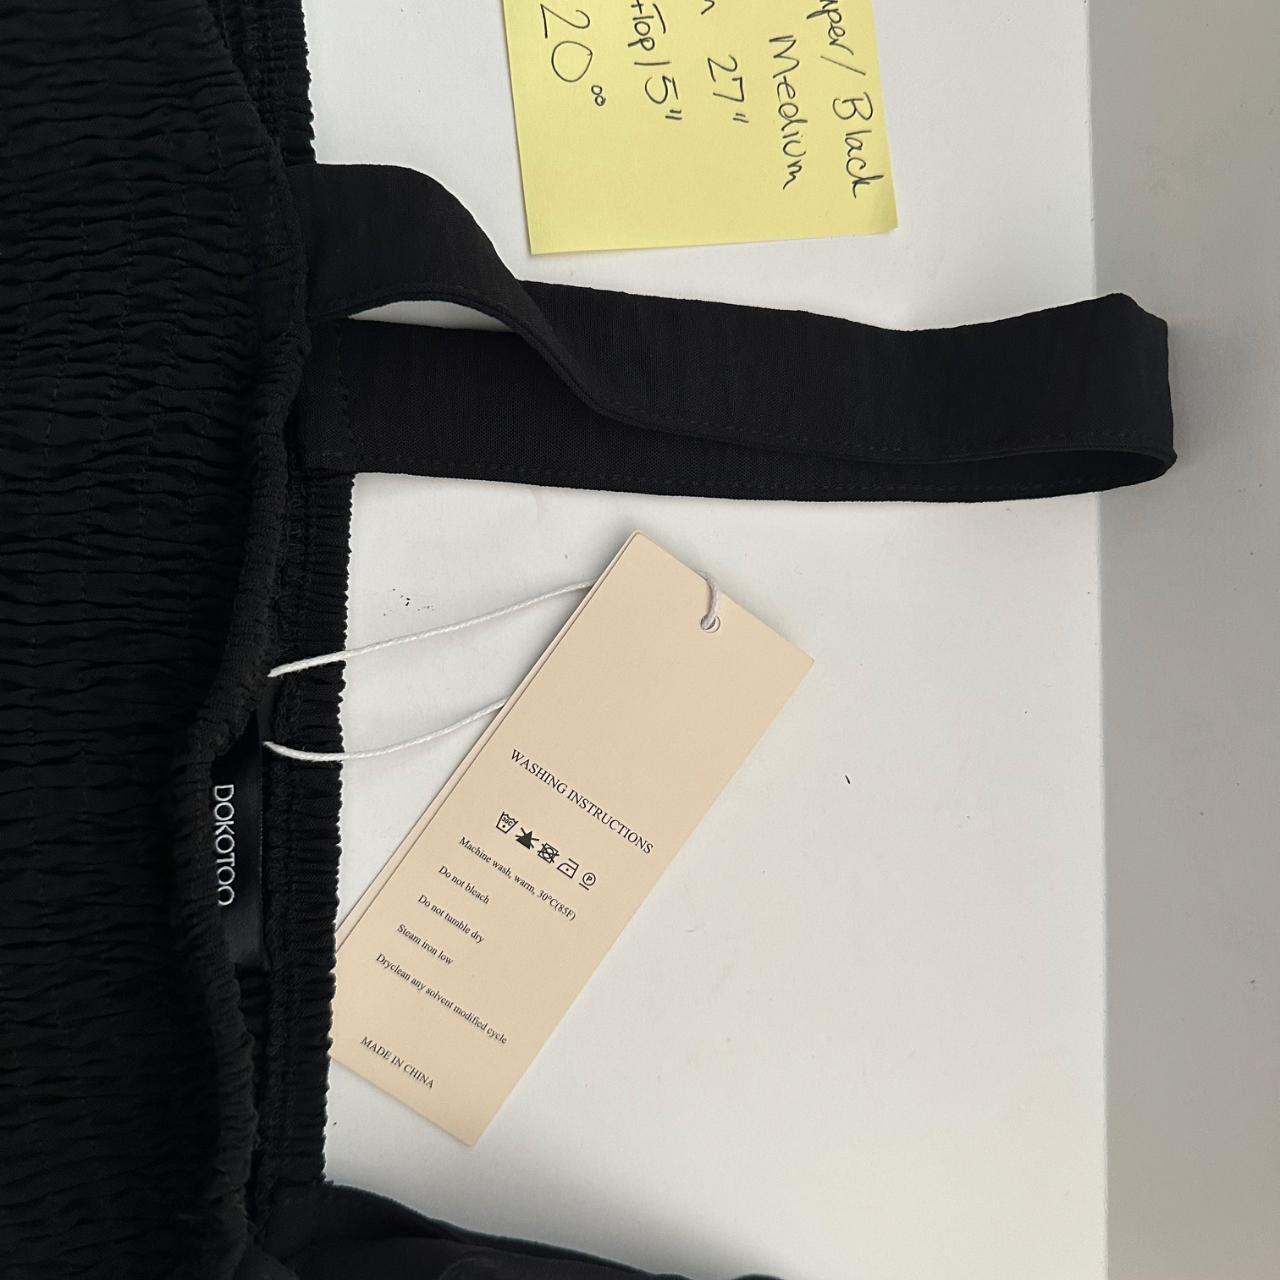 / Black
Medium
27"
15"
20°°
DOKOTOO
WASHING INSTRUCTIONS
30C
P
Machine wash, warm, 30°C(85F)
Do not bleach
Do not tumble dry
Steam iron low
Dryclean any solvent modified cycle
MADE IN CHINA